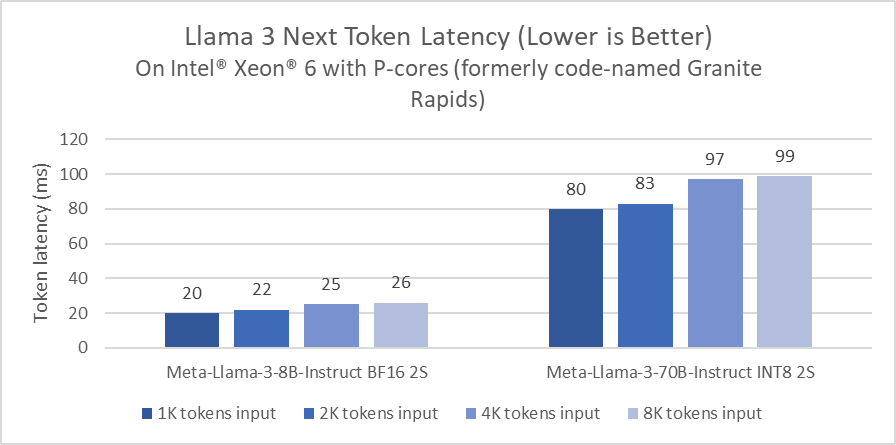 Llama 3 Next Token Latency (Lower is Better)
On Intel® Xeon® 6 with P-cores (formerly code-named Granite
Rapids)
Token latency (ms)
120
100
80
60
40
20
0
20
22
25
26
80
83
97
99
Meta-Llama-3-8B-Instruct BF16 2S
Meta-Llama-3-70B-Instruct INT8 2S
1K tokens input
2K tokens input
4K tokens input
8K tokens input